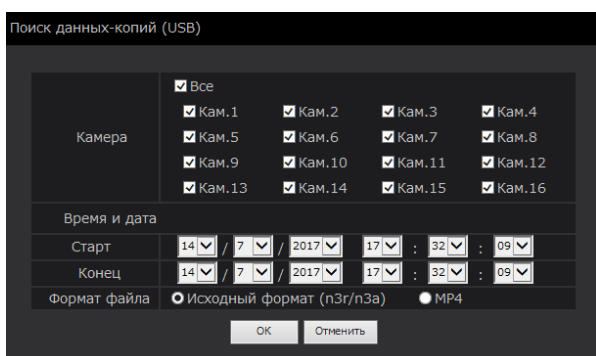 Поиск данных-копий (USB)
Все
Кам.1 Кам.2 Кам.3 Кам.4
Камера Кам.5 Кам.6 Кам.7 Кам.8
Кам.9 Кам.10 Кам.11 Кам.12
Кам.13 Кам.14 Кам.15 Кам.16
Время и дата
Старт 14 / 7 / 2017 17 : 32 : 09
Конец 14 / 7 / 2017 17 : 32 : 09
Формат файла Исходный формат (n3r/n3a) MP4
ОК Отменить